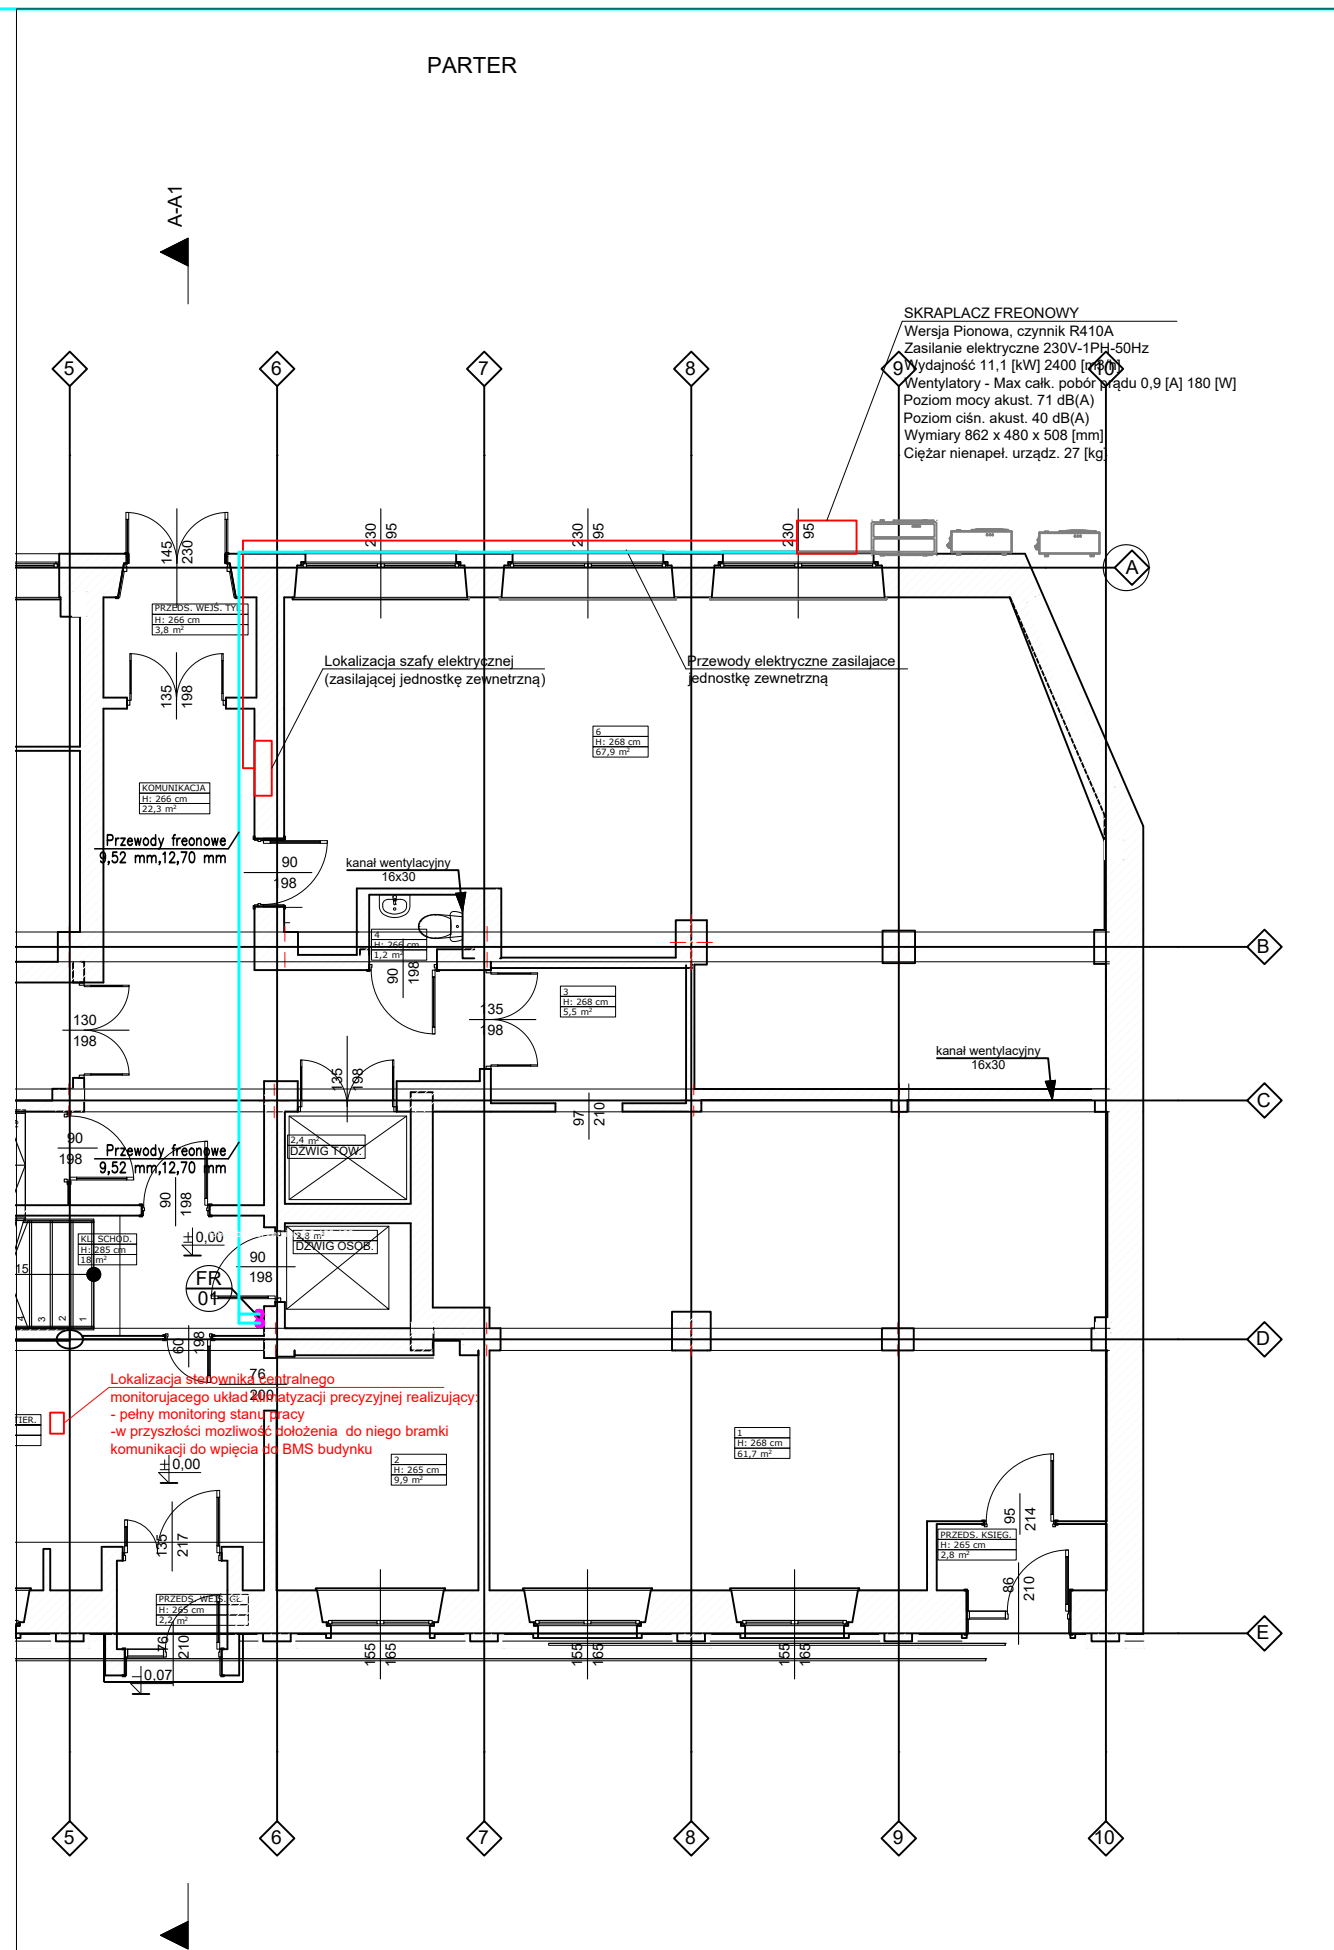 PARTER
A-A1
SKRAPLACZ FREONOWY
Wersja Pionowa, czynnik R410A
Zasilanie elektryczne 230V-1PH-50Hz
Wydajność 11,1 [kW] 2400 [m3/h]
Wentylatory - Max całk. pobór prądu 0,9 [A] 180 [W]
Poziom mocy akust. 71 dB(A)
Poziom ciśn. akust. 40 dB(A)
Wymiary 862 x 480 x 508 [mm]
Ciężar nienapeł. urządz. 27 [kg]
5
6
7
8
9
10
145
230
230
95
230
95
230
95
A
PRZEDS. WEJŚ. TYŁ
H: 266 cm
3,8 m²
Lokalizacja szafy elektrycznej
(zasilającej jednostkę zewnetrzną)
Przewody elektryczne zasilajace
jednostkę zewnetrzną
135
198
6
H: 268 cm
67,9 m²
KOMUNIKACJA
H: 266 cm
22,3 m²
Przewody freonowe
9,52 mm,12,70 mm
90
198
kanał wentylacyjny
16x30
4
H: 266 cm
1,2 m²
90
198
B
3
H: 268 cm
5,5 m²
135
198
130
198
kanał wentylacyjny
16x30
135
198
C
97
210
90
198
Przewody freonowe
9,52 mm,12,70 mm
2,4 m²
DŹWIG TOW.
90
198
KL. SCHOD.
H: 285 cm
18 m²
±0,00
2,8 m²
DŹWIG OSOB.
90
198
15
FR
01
4
3
2
1
D
60
198
76
200
Lokalizacja sterownika centralnego
monitorujacego układ klimatyzacji precyzyjnej realizujący:
- pełny monitoring stanu pracy
-w przyszłości mozliwość dołożenia do niego bramki
komunikacji do wpięcia do BMS budynku
TIER.
±0,00
2
H: 265 cm
9,9 m²
1
H: 268 cm
61,7 m²
135
217
95
214
PRZEDS. KSIĘG.
H: 265 cm
2,8 m²
86
210
PRZEDS. WEJŚ. GŁ.
H: 265 cm
2,2 m²
76
210
155
165
155
165
155
165
E
-0,07
5
6
7
8
9
10